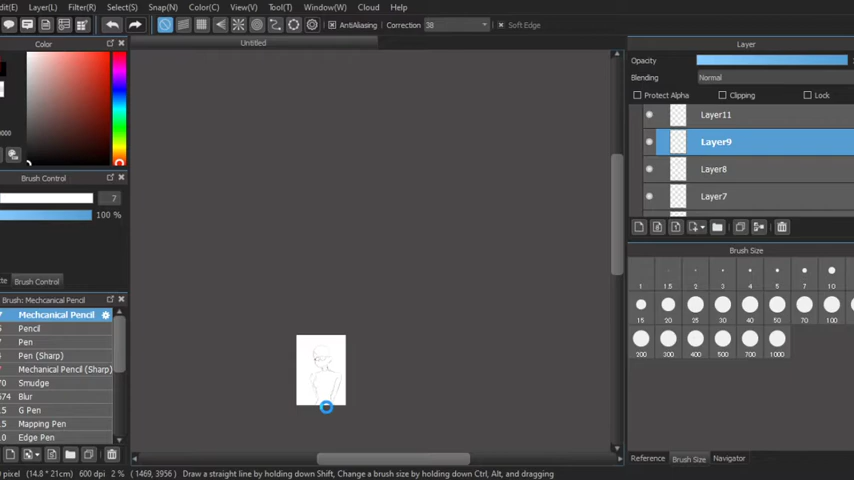 Layer(L) Filter(R) Select(S) Snap(N) Color(C) View(V) Tool(T) Window(W) Cloud Help
AntiAliasing Correction 38 Soft Edge
Color
Untitled
Layer
Opacity
Blending Normal
Protect Alpha Clipping Lock
Layer11
Layer9
Layer8
Layer7
Brush Control
7
100 %
Brush Control
Brush: Mechcanical Pencil
Mechcanical Pencil
Pencil
Pen
Pen (Sharp)
Mechanical Pencil (Sharp)
Smudge
Blur
G Pen
Mapping Pen
Edge Pen
Brush Size
1 1.5 2 3 4 5 7 10
15 20 25 30 40 50 70 100
200 300 400 500 700 1000
Reference Brush Size Navigator
pixel (14.8 * 21cm) 600 dpi 2% (1469, 3956) Draw a straight line by holding down Shift, Change a brush size by holding down Ctrl, Alt, and dragging